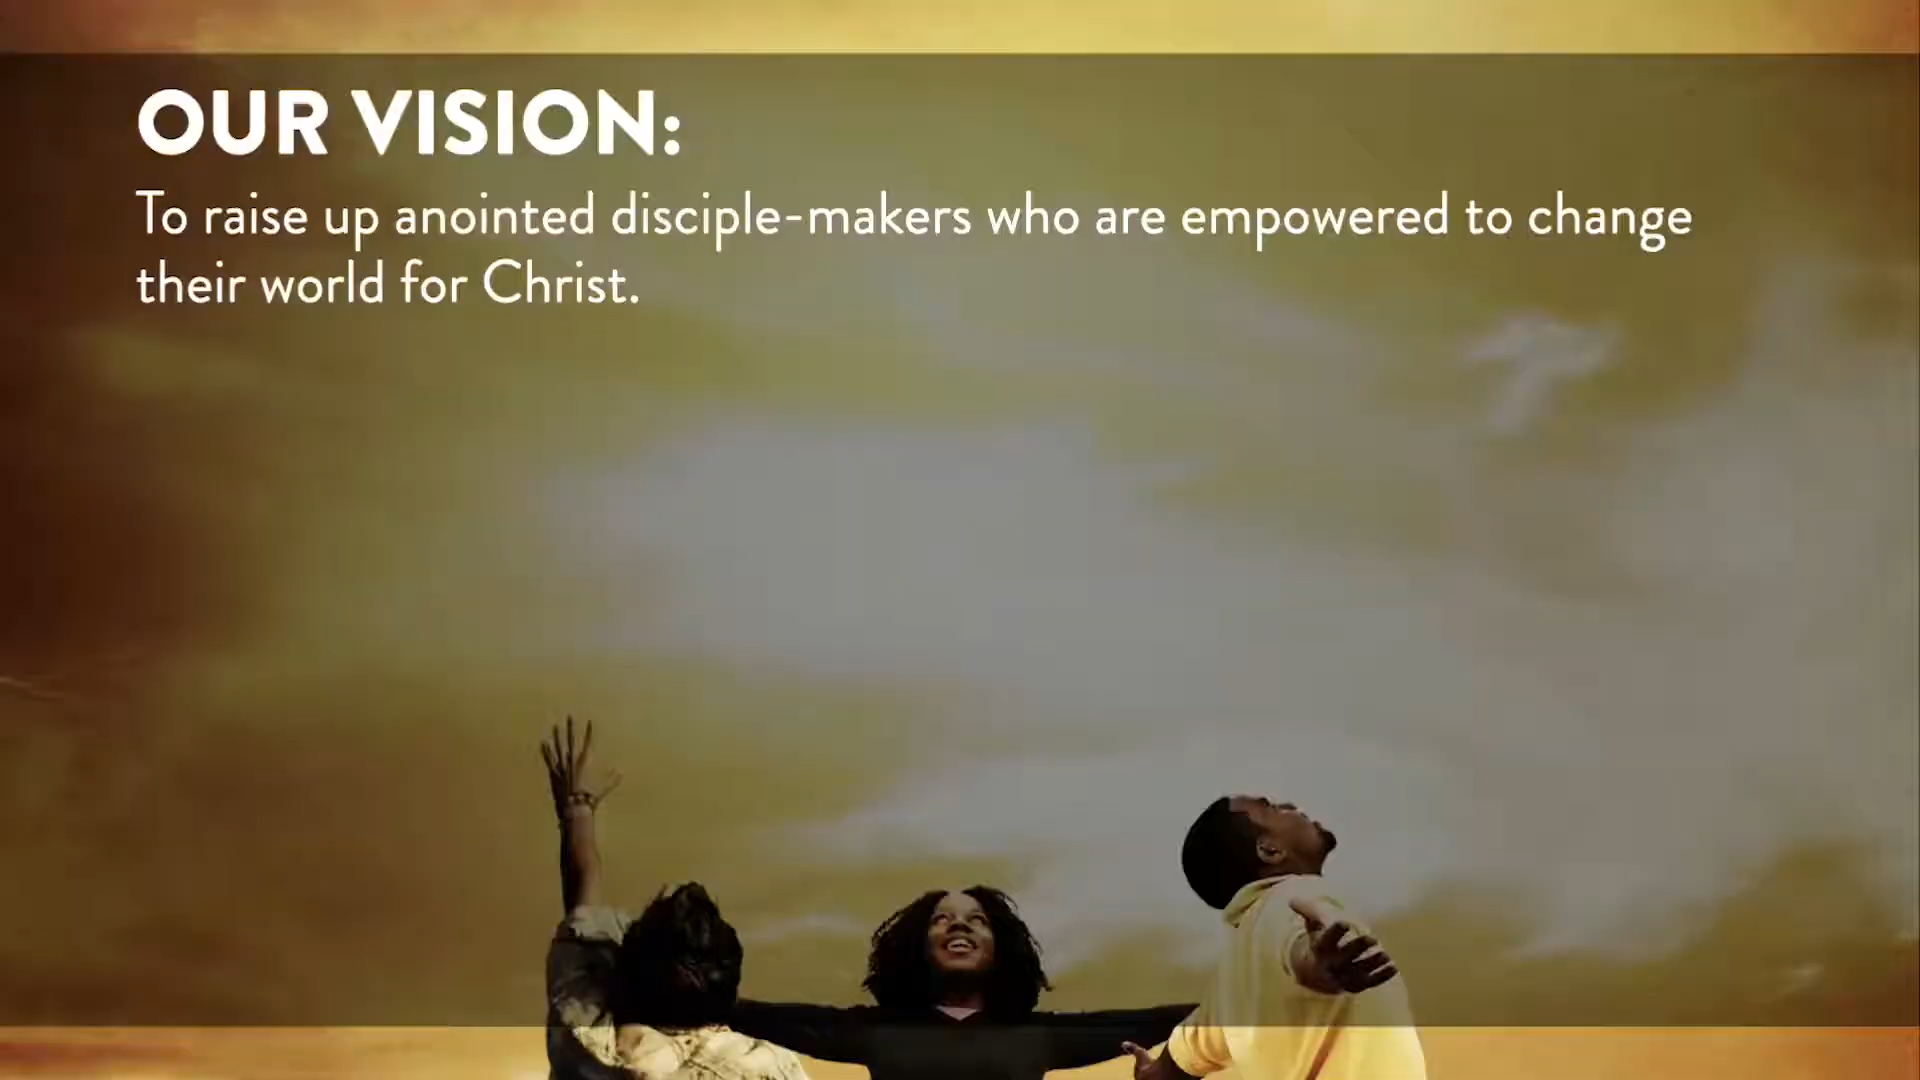 OUR VISION:
To raise up anointed disciple-makers who are empowered to change
their world for Christ.